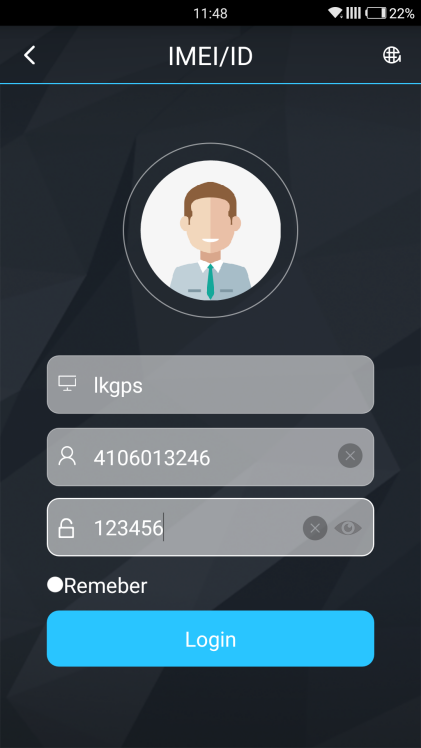 11:48
22%
IMEI/ID
lkgps
4106013246
123456
Remeber
Login